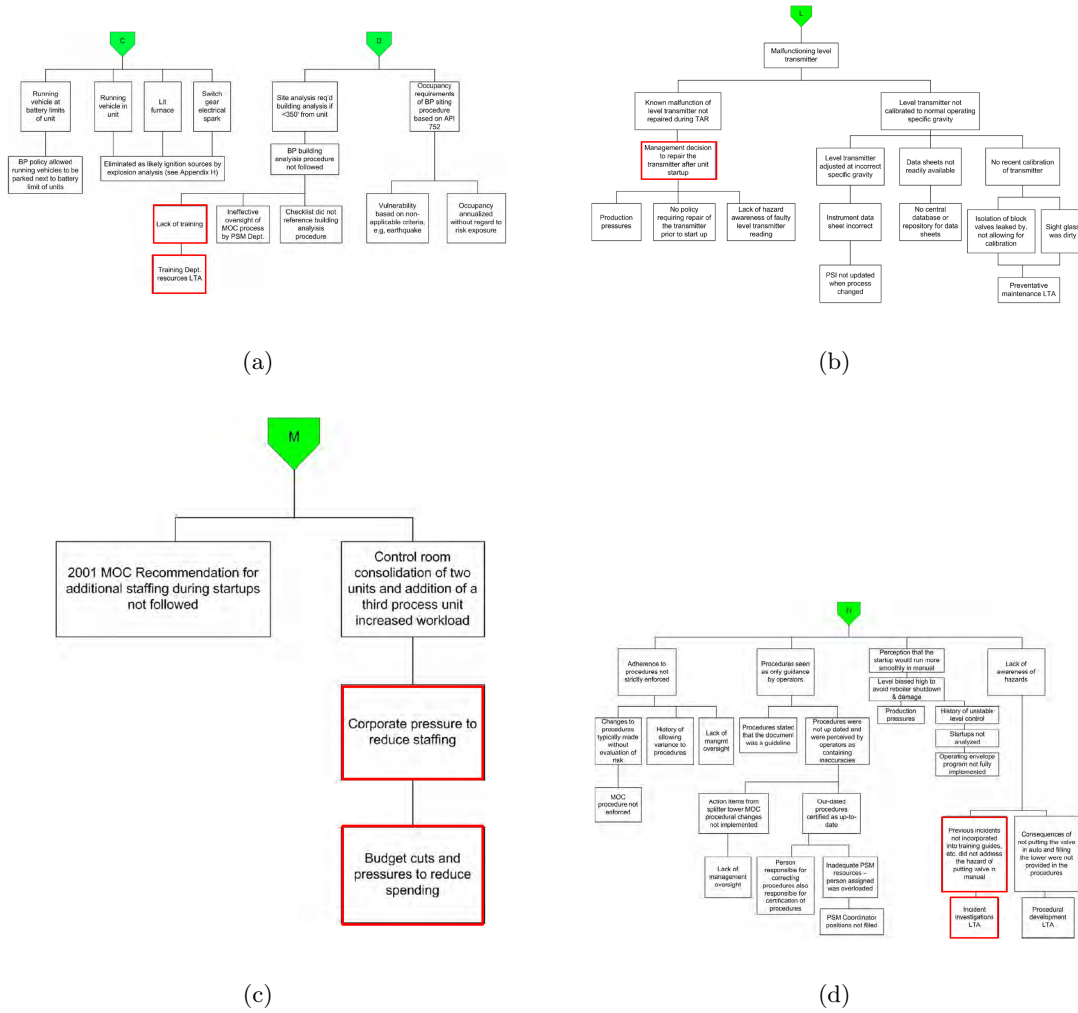 C
D
Running
vehicle at
battery limits
of unit
Running
vehicle in
unit
Lit
furnace
Switch
gear
electrical
spark
Site analysis req'd
building analysis if
<350' from unit
Occupancy
requirements
of BP siting
procedure
based on API
752
BP policy allowed
running vehicles to be
parked next to battery
limit of units
Eliminated as likely ignition sources by
explosion analysis (see Appendix H)
BP building
analyisis procedure
not followed
Lack of training
Ineffective
oversight of
MOC process
by PSM Dept.
Checklist did not
reference building
analyisis
procedure
Vulnerability
based on non-
applicable criteria,
e.g, earthquake
Occupancy
annualized
without regard to
risk exposure
Training Dept.
resources LTA
(a)
L
Malfunctioning level
transmitter
Known malfunction of
level transmitter not
repaired during TAR
Level transmitter not
calibrated to normal operating
specific gravity
Management decision
to repair the
transmitter after unit
startup
Level transmitter
adjusted at incorrect
specific gravity
Data sheets not
readily available
No recent calibration
of transmitter
Production
pressures
No policy
requiring repair of
the transmitter
prior to start up
Lack of hazard
awareness of faulty
level transmitter
reading
Instrument data
sheet incorrect
No central
database or
repository for data
sheets
Isolation of block
valves leaked by,
not allowing for
calibration
Sight glass
was dirty
PSI not updated
when process
changed
Preventative
maintenance LTA
(b)
M
2001 MOC Recommendation for
additional staffing during startups
not followed
Control room
consolidation of two
units and addition of a
third process unit
increased workload
Corporate pressure to
reduce staffing
Budget cuts and
pressures to reduce
spending
(c)
Adherence to
procedures not
strictly enforced
Procedures seen
as only guidance
by operators
Perception that the
startup would run more
smoothly in manual
Lack of
awareness of
hazards
Level biased high to
avoid reboiler shutdown
& damage
Changes to
procedures
typically made
without
evaluation of
risk
History of
allowing
variance to
procedures
Lack of
mangmt
oversight
Procedures stated
that the document
was a guideline
Procedures were
not up dated and
were perceived by
operators as
containing
inaccuracies
Production
pressures
History of unstable-
level control
Startups not
analyzed
Operating envelope
program not fully
implemented
MOC
procedure not
enforced
Action items from
splitter tower MOC
procedural changes
not implemented
Out-dated
procedures
certified as up-to-
date
Previous incidents
not incorporated
into training guides,
etc. did not address
the hazard of
putting valve in
manual
Consequences of
not putting the valve
in auto and filling
the tower were not
provided in the
procedures
Lack of
management
oversight
Person
responsible for
correcting
procedures also
responsible for
certification of
procedures
Inadequate PSM
resources –
person assigned
was overloaded
PSM Coordinator
positions not filled
Incident
investigations
LTA
Procedural
development
LTA
(d)